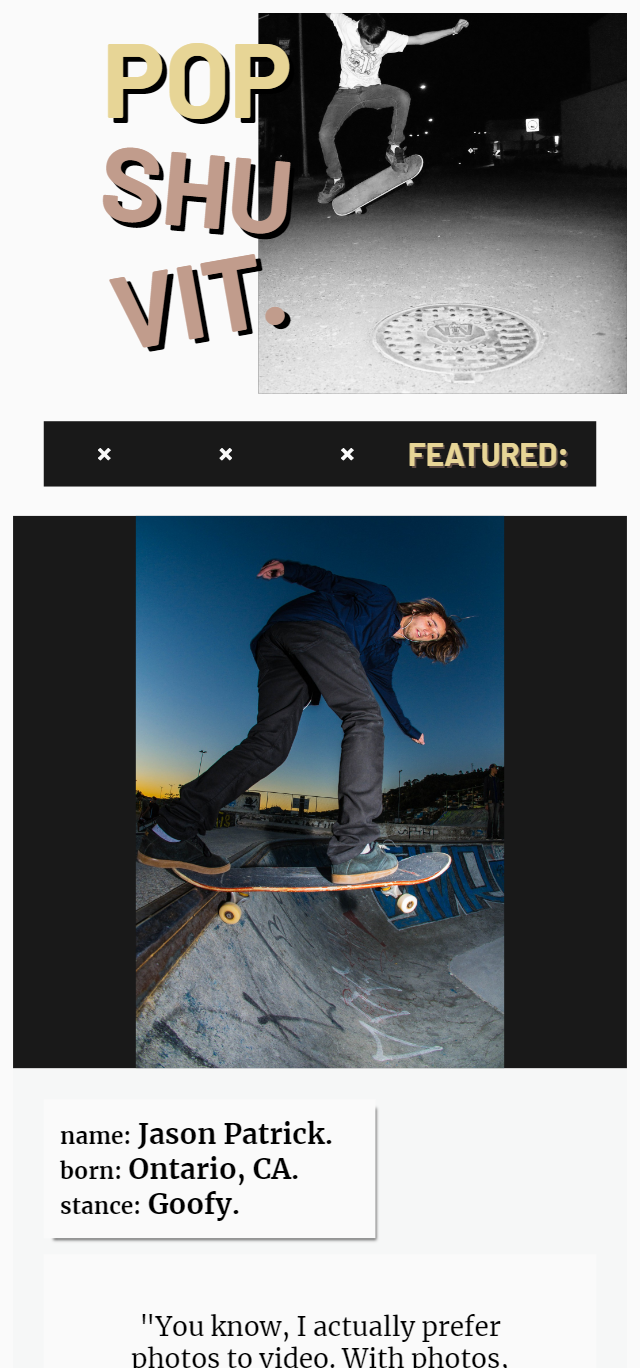 POP
SHU
VIT.
× × × FEATURED:
name: Jason Patrick.
born: Ontario, CA.
stance: Goofy.
"You know, I actually prefer
photos to video. With photos,